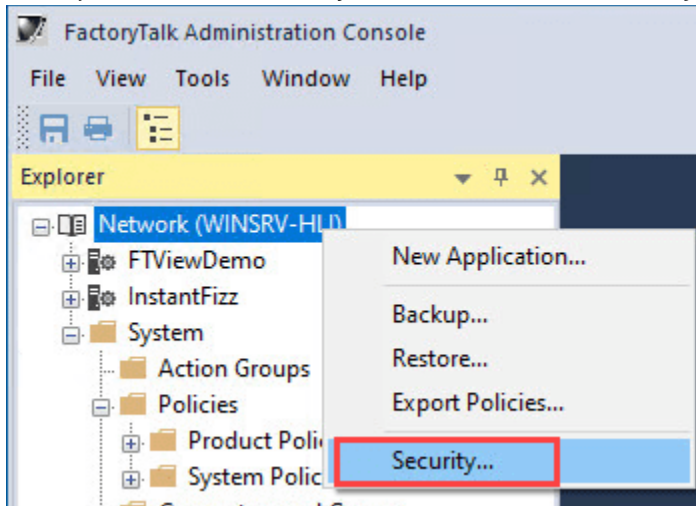 FactoryTalk Administration Console
File View Tools Window Help
Explorer
Network (WINSRV-HLI)
FTViewDemo
InstantFizz
System
Action Groups
Policies
Product Poli
System Polic
New Application...
Backup...
Restore...
Export Policies...
Security...